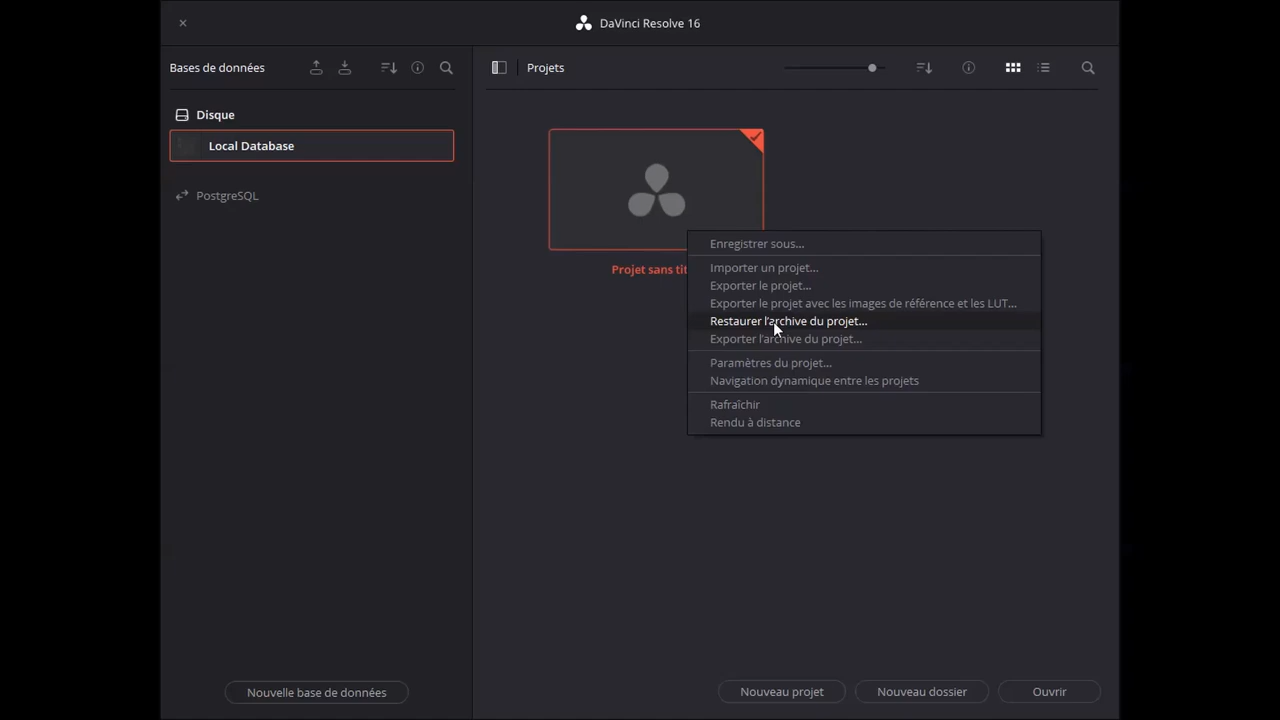 DaVinci Resolve 16
Bases de données
Projets
Disque
Local Database
PostgreSQL
Projet sans tit
Enregistrer sous...
Importer un projet...
Exporter le projet...
Exporter le projet avec les images de référence et les LUT...
Restaurer l'archive du projet...
Exporter l'archive du projet...
Paramètres du projet...
Navigation dynamique entre les projets
Rafraîchir
Rendu à distance
Nouvelle base de données
Nouveau projet
Nouveau dossier
Ouvrir